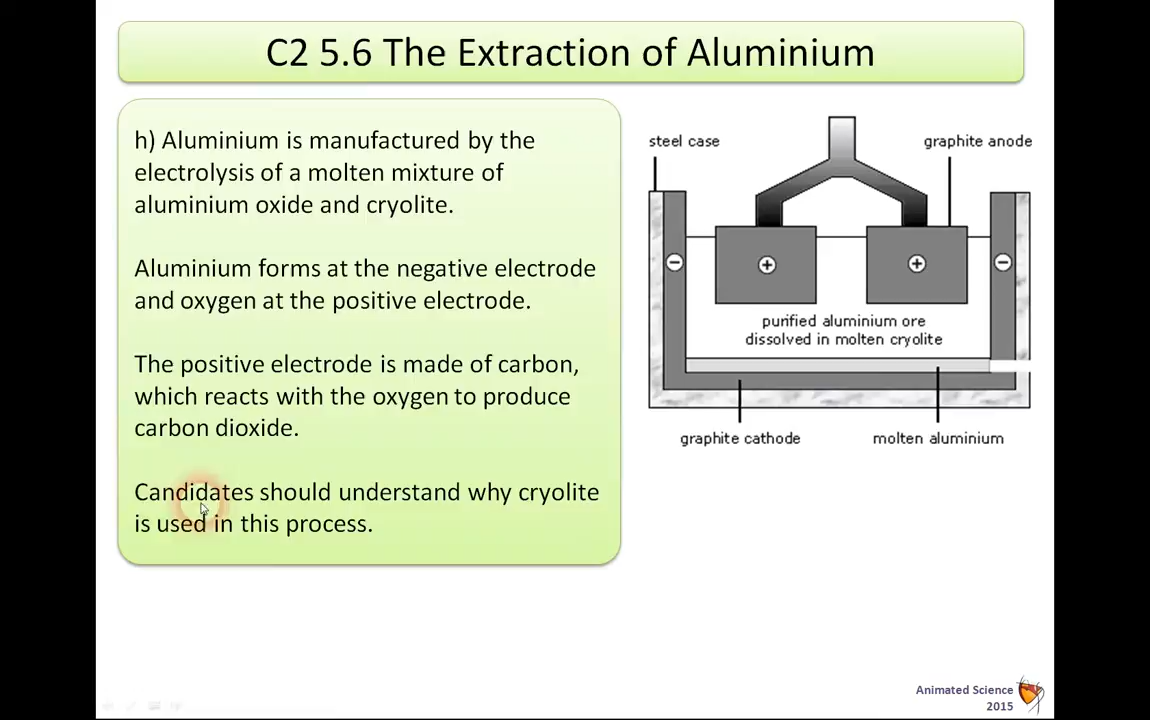 C2 5.6 The Extraction of Aluminium
h) Aluminium is manufactured by the
electrolysis of a molten mixture of
aluminium oxide and cryolite.
Aluminium forms at the negative electrode
and oxygen at the positive electrode.
The positive electrode is made of carbon,
which reacts with the oxygen to produce
carbon dioxide.
Candidates should understand why cryolite
is used in this process.
steel case
graphite anode
− + + −
purified aluminium ore
dissolved in molten cryolite
graphite cathode
molten aluminium
Animated Science
2015